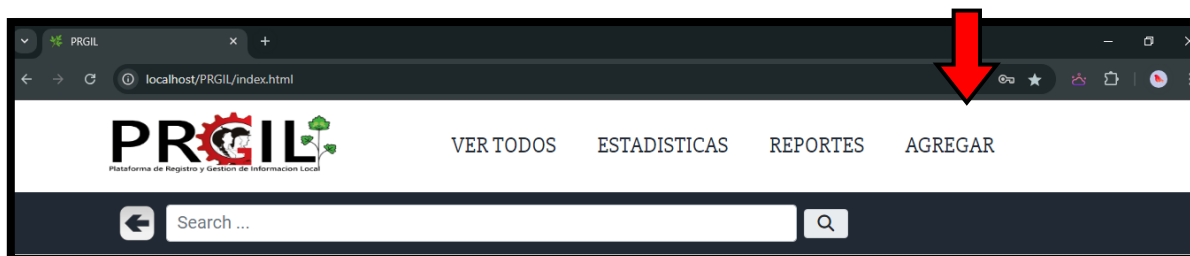 PRGIL
localhost/PRGIL/index.html
PRGIL
Plataforma de Registro y Gestion de Informacion Local
VER TODOS ESTADISTICAS REPORTES AGREGAR
Search ...